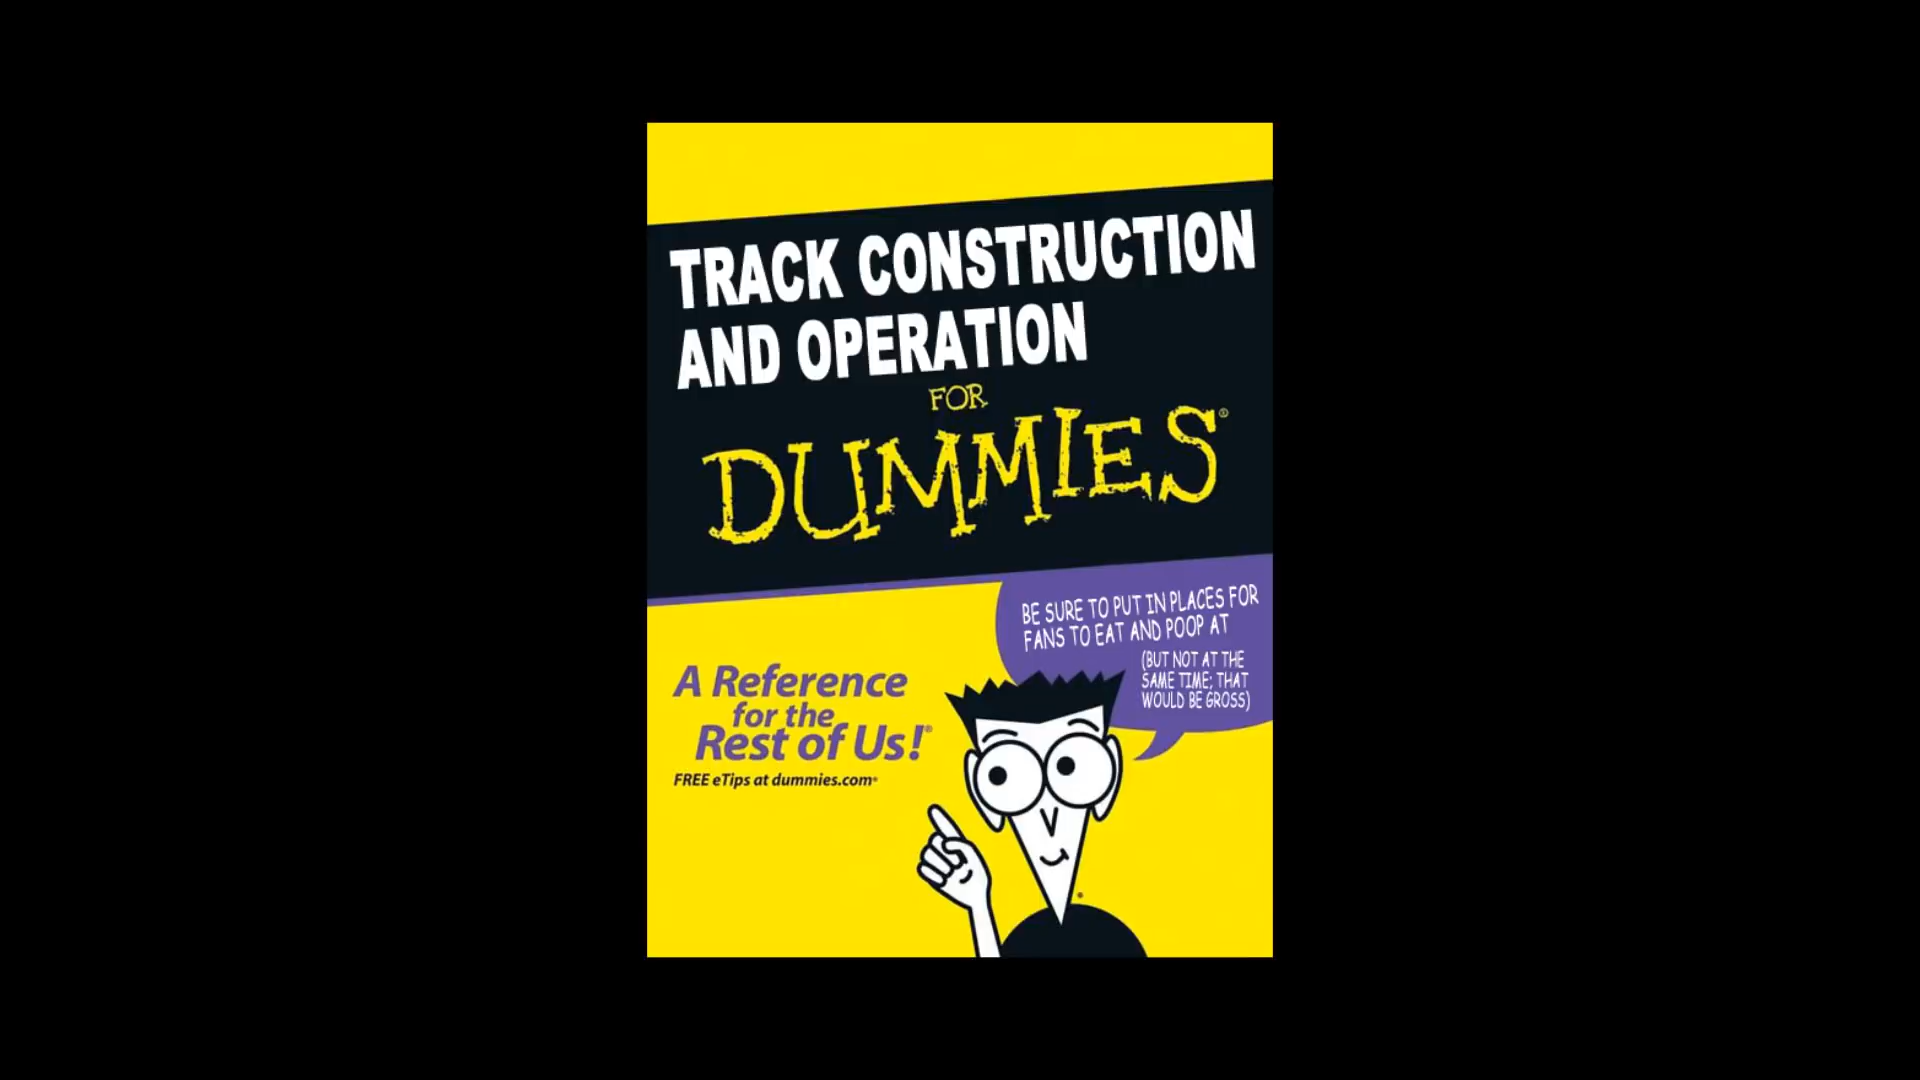 TRACK CONSTRUCTION
AND OPERATION
FOR
DUMMIES®
BE SURE TO PUT IN PLACES FOR
FANS TO EAT AND POOP AT
(BUT NOT AT THE
SAME TIME; THAT
WOULD BE GROSS)
A Reference
for the
Rest of Us!®
FREE eTips at dummies.com®